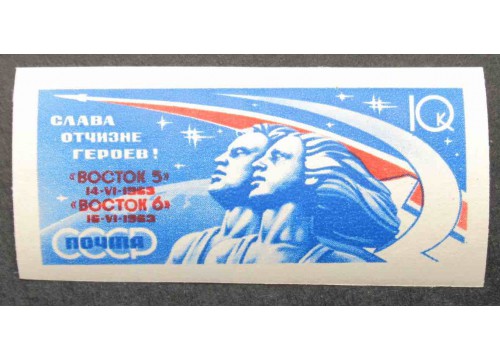 СЛАВА
ОТЧИЗНЕ
ГЕРОЕВ!
«ВОСТОК 5»
14-VI-1963
«ВОСТОК 6»
16-VI-1963
ПОЧТА
СССР
10 К